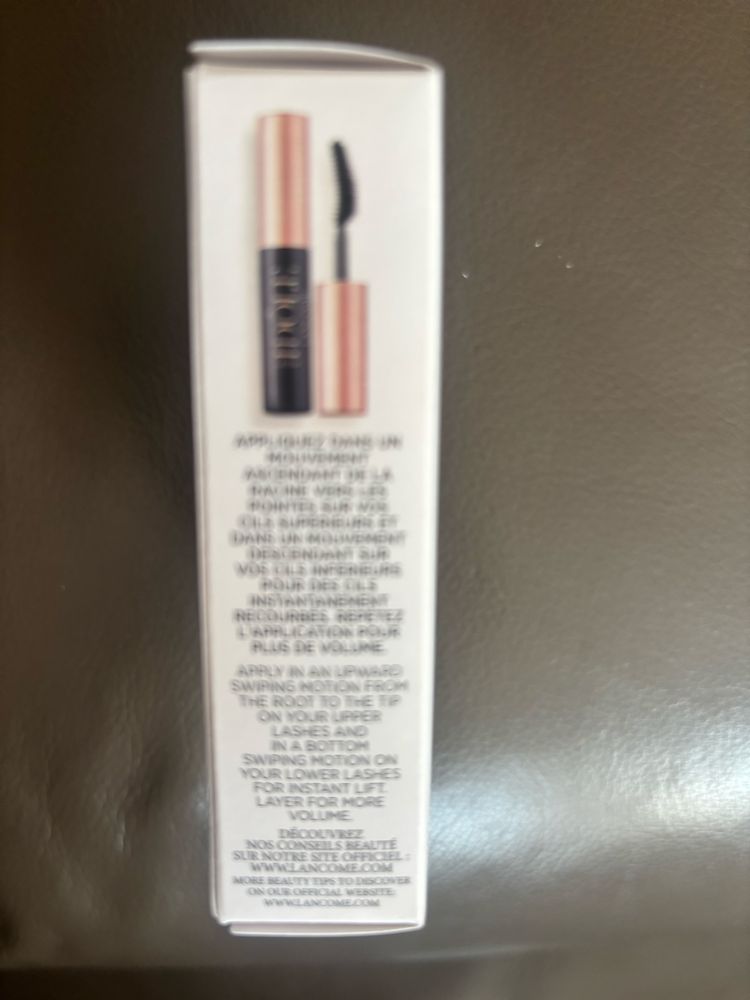 IDÔLE
APPLIQUEZ DANS UN
MOUVEMENT
ASCENDANT DE LA
RACINE VERS LES
POINTES SUR VOS
CILS SUPÉRIEURS ET
DANS UN MOUVEMENT
DESCENDANT SUR
VOS CILS INFÉRIEURS
POUR DES CILS
INSTANTANÉMENT
RECOURBÉS. RÉPÉTEZ
L'APPLICATION POUR
PLUS DE VOLUME.
APPLY IN AN UPWARD
SWIPING MOTION FROM
THE ROOT TO THE TIP
ON YOUR UPPER
LASHES AND
IN A BOTTOM
SWIPING MOTION ON
YOUR LOWER LASHES
FOR INSTANT LIFT.
LAYER FOR MORE
VOLUME.
DÉCOUVREZ
NOS CONSEILS BEAUTÉ
SUR NOTRE SITE OFFICIEL :
WWW.LANCOME.COM
MORE BEAUTY TIPS TO DISCOVER
ON OUR OFFICIAL WEBSITE:
WWW.LANCOME.COM